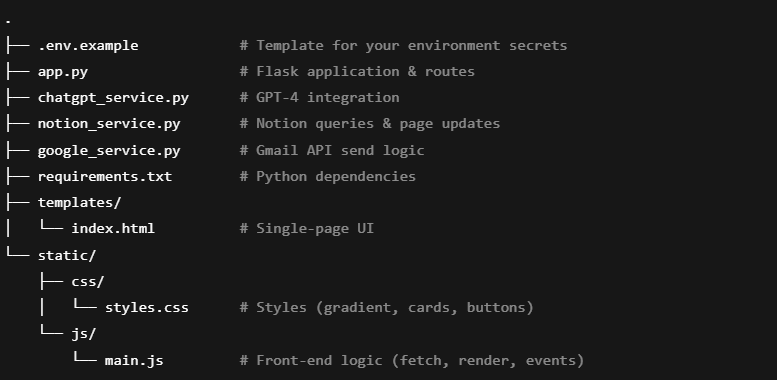 .
├── .env.example            # Template for your environment secrets
├── app.py                  # Flask application & routes
├── chatgpt_service.py      # GPT-4 integration
├── notion_service.py       # Notion queries & page updates
├── google_service.py       # Gmail API send logic
├── requirements.txt        # Python dependencies
├── templates/
│   └── index.html          # Single-page UI
└── static/
    ├── css/
    │   └── styles.css      # Styles (gradient, cards, buttons)
    └── js/
        └── main.js         # Front-end logic (fetch, render, events)